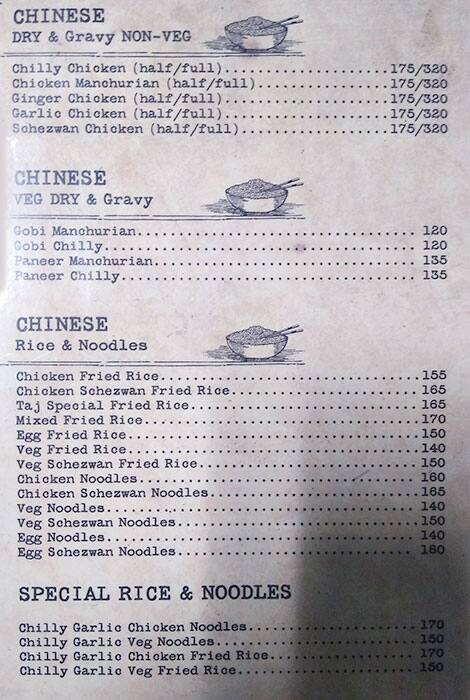 CHINESE
DRY & Gravy NON-VEG
Chilly Chicken (half/full)........................175/320
Chicken Manchurian (half/full)....................175/320
Ginger Chicken (half/full)........................175/320
Garlic Chicken (half/full)........................175/320
Schezwan Chicken (half/full)......................175/320
CHINESE
VEG DRY & Gravy
Gobi Manchurian........................................ 120
Gobi Chilly............................................ 120
Paneer Manchurian...................................... 135
Paneer Chilly.......................................... 135
CHINESE
Rice & Noodles
Chicken Fried Rice.....................................155
Chicken Schezwan Fried Rice............................165
Taj Special Fried Rice.................................165
Mixed Fried Rice.......................................170
Egg Fried Rice.........................................150
Veg Fried Rice.........................................140
Veg Schezwan Fried Rice................................150
Chicken Noodles........................................160
Chicken Schezwan Noodles...............................165
Veg Noodles............................................140
Veg Schezwan Noodles...................................150
Egg Noodles............................................140
Egg Schezwan Noodles...................................160
SPECIAL RICE & NOODLES
Chilly Garlic Chicken Noodles..........................170
Chilly Garlic Veg Noodles..............................150
Chilly Garlic Chicken Fried Rice.......................170
Chilly Garlic Veg Fried Rice...........................150